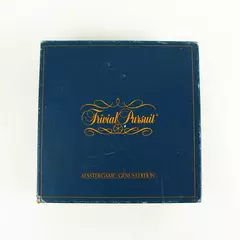 Trivial Pursuit
MASTER GAME - GENUS EDITION